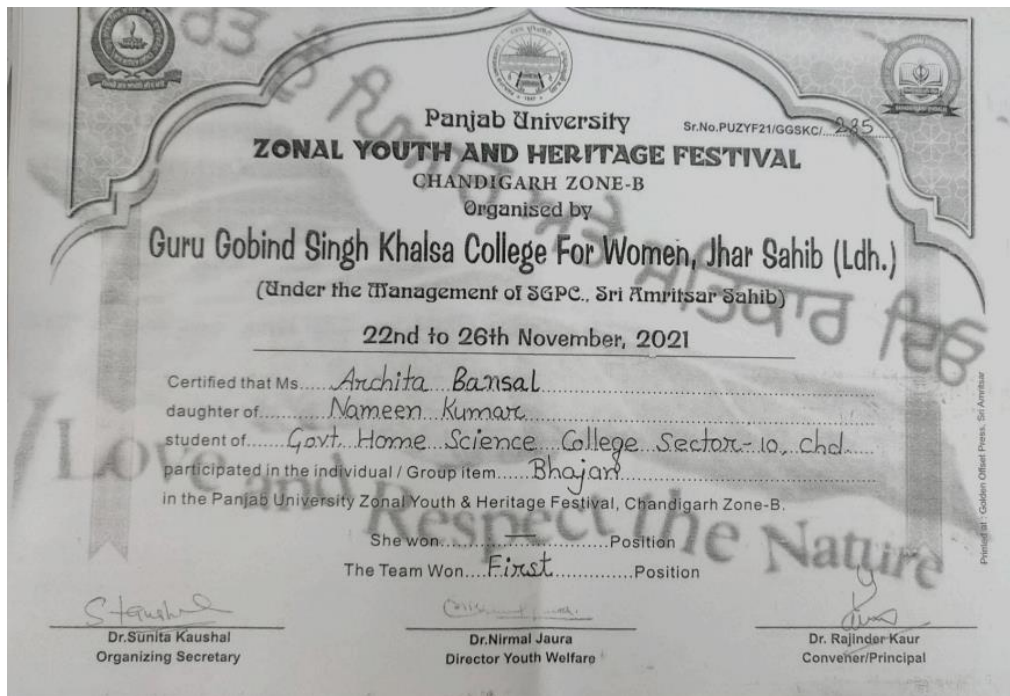 Panjab University
Sr.No.PUZYF21/GGSKC/....235
ZONAL YOUTH AND HERITAGE FESTIVAL
CHANDIGARH ZONE-B
Organised by
Guru Gobind Singh Khalsa College For Women, Jhar Sahib (Ldh.)
(Under the Management of SGPC., Sri Amritsar Sahib)
22nd to 26th November, 2021
Certified that Ms.....Archita Bansal
daughter of.........Nameen Kumar
student of.......Govt. Home Science College Sector-10, chd.
participated in the individual / Group item.....Bhajan
in the Panjab University Zonal Youth & Heritage Festival, Chandigarh Zone-B.
She won..........—..........Position
The Team Won....First.............Position
Love and Respect the Nature
Dr.Sunita Kaushal
Organizing Secretary
Dr.Nirmal Jaura
Director Youth Welfare
Dr. Rajinder Kaur
Convener/Principal
Printed at : Golden Offset Press, Sri Amritsar